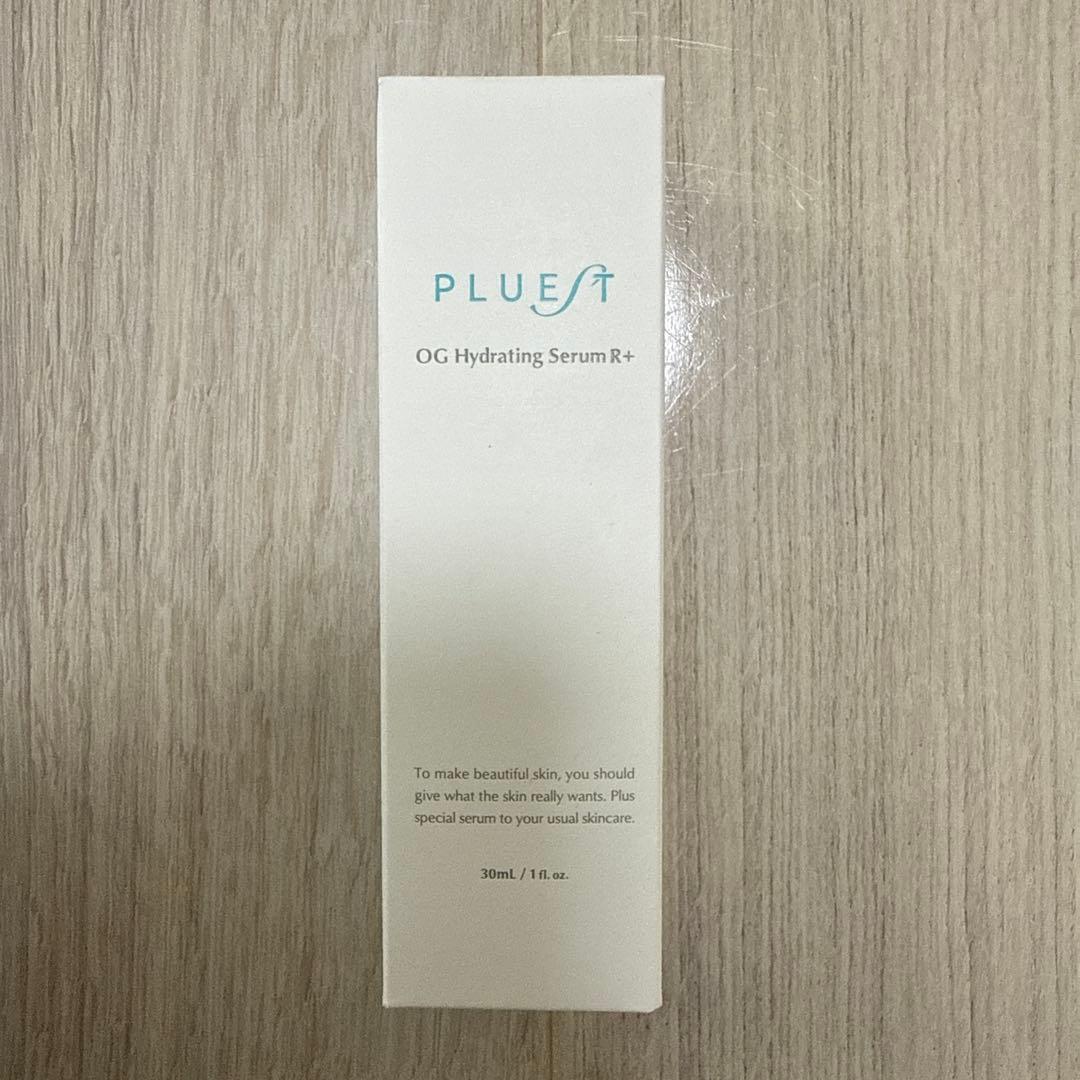 PLUEST
OG Hydrating Serum R+
To make beautiful skin, you should
give what the skin really wants. Plus
special serum to your usual skincare.
30mL / 1 fl. oz.